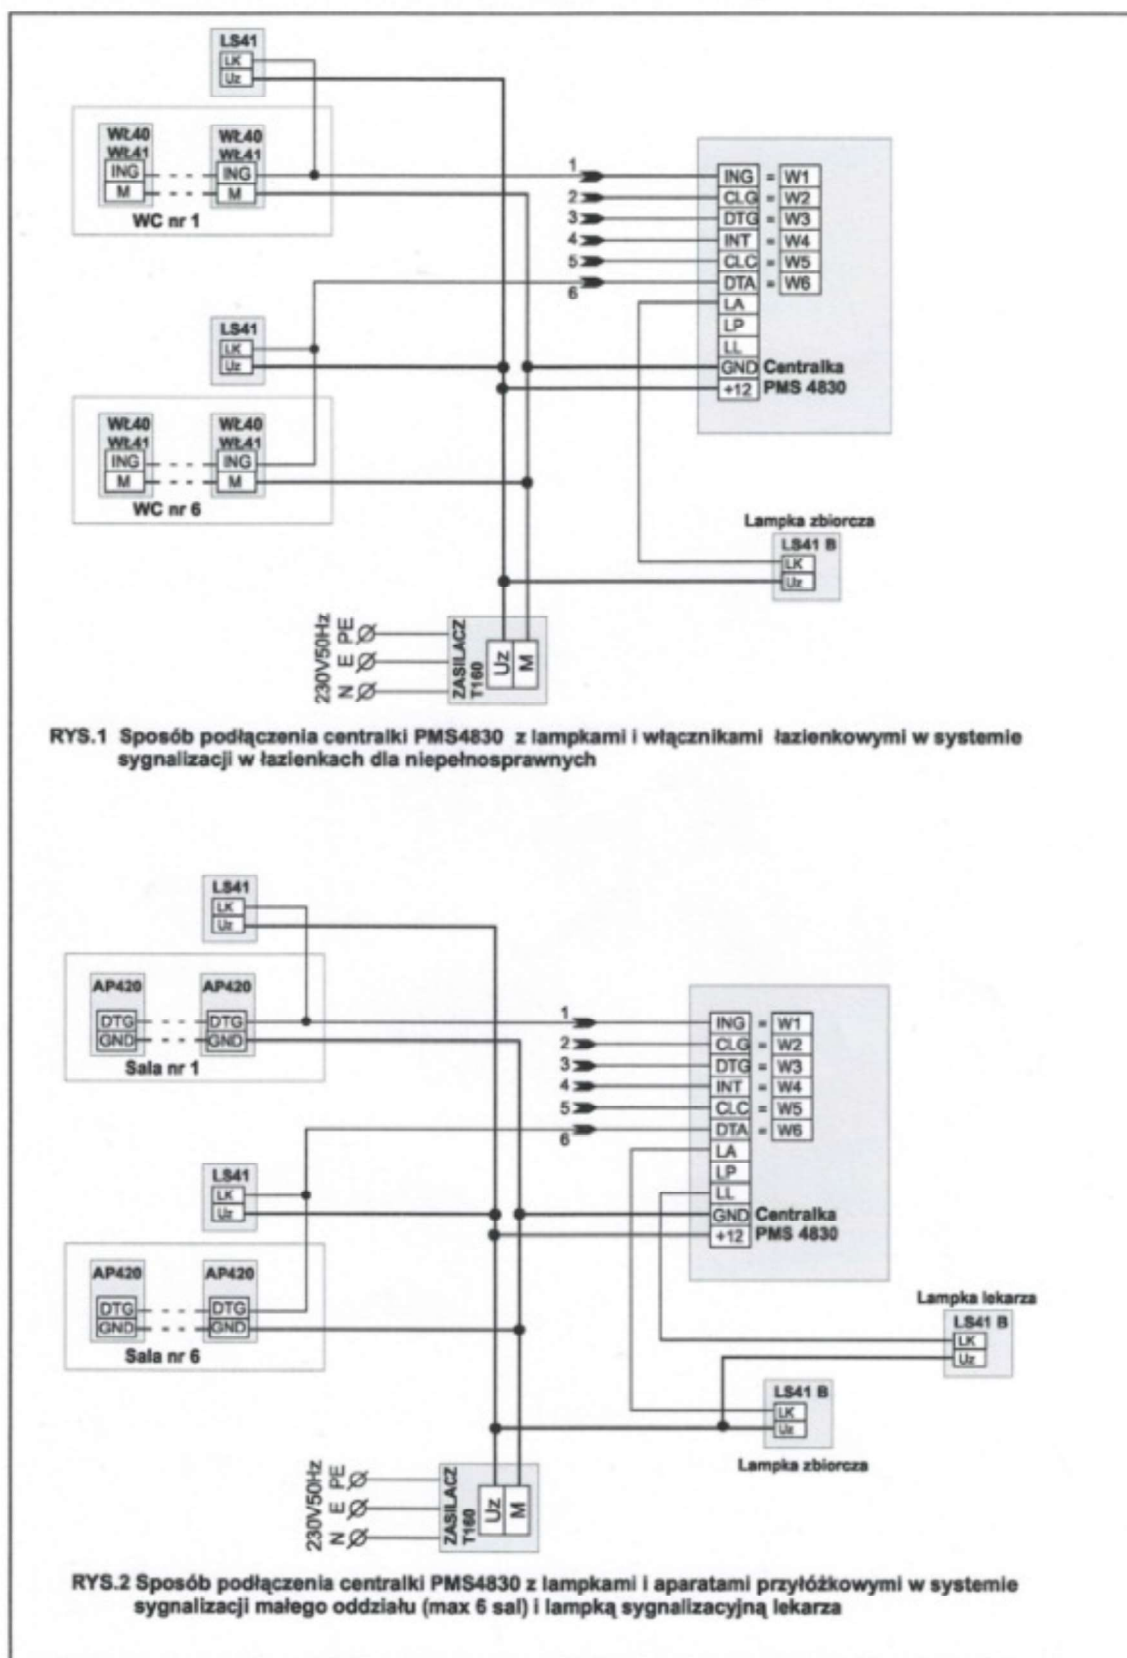 LS41
LK
Uz
WŁ40
WŁ41
ING
M
WŁ40
WŁ41
ING
M
WC nr 1
LS41
LK
Uz
WŁ40
WŁ41
ING
M
WŁ40
WŁ41
ING
M
WC nr 6
1
2
3
4
5
6
ING = W1
CLG = W2
DTG = W3
INT = W4
CLC = W5
DTA = W6
LA
LP
LL
GND Centralka
+12 PMS 4830
Lampka zbiorcza
LS41 B
LK
Uz
230V50Hz
N E PE
ZASILACZ
T160
Uz
M
RYS.1 Sposób podłączenia centralki PMS4830 z lampkami i włącznikami łazienkowymi w systemie
sygnalizacji w łazienkach dla niepełnosprawnych
LS41
LK
Uz
AP420
DTG
GND
AP420
DTG
GND
Sala nr 1
LS41
LK
Uz
AP420
DTG
GND
AP420
DTG
GND
Sala nr 6
1
2
3
4
5
6
ING = W1
CLG = W2
DTG = W3
INT = W4
CLC = W5
DTA = W6
LA
LP
LL
GND Centralka
+12 PMS 4830
Lampka lekarza
LS41 B
LK
Uz
LS41 B
LK
Uz
Lampka zbiorcza
230V50Hz
N E PE
ZASILACZ
T160
Uz
M
RYS.2 Sposób podłączenia centralki PMS4830 z lampkami i aparatami przyłóżkowymi w systemie
sygnalizacji małego oddziału (max 6 sal) i lampką sygnalizacyjną lekarza